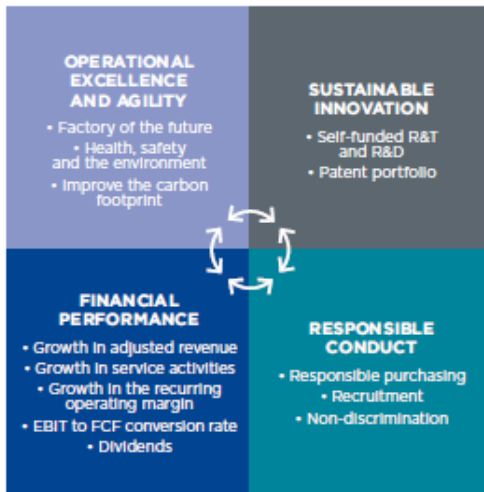 OPERATIONAL
EXCELLENCE
AND AGILITY
• Factory of the future
• Health, safety
and the environment
• Improve the carbon
footprint
SUSTAINABLE
INNOVATION
• Self-funded R&T
and R&D
• Patent portfolio
FINANCIAL
PERFORMANCE
• Growth in adjusted revenue
• Growth in service activities
• Growth in the recurring
operating margin
• EBIT to FCF conversion rate
• Dividends
RESPONSIBLE
CONDUCT
• Responsible purchasing
• Recruitment
• Non-discrimination